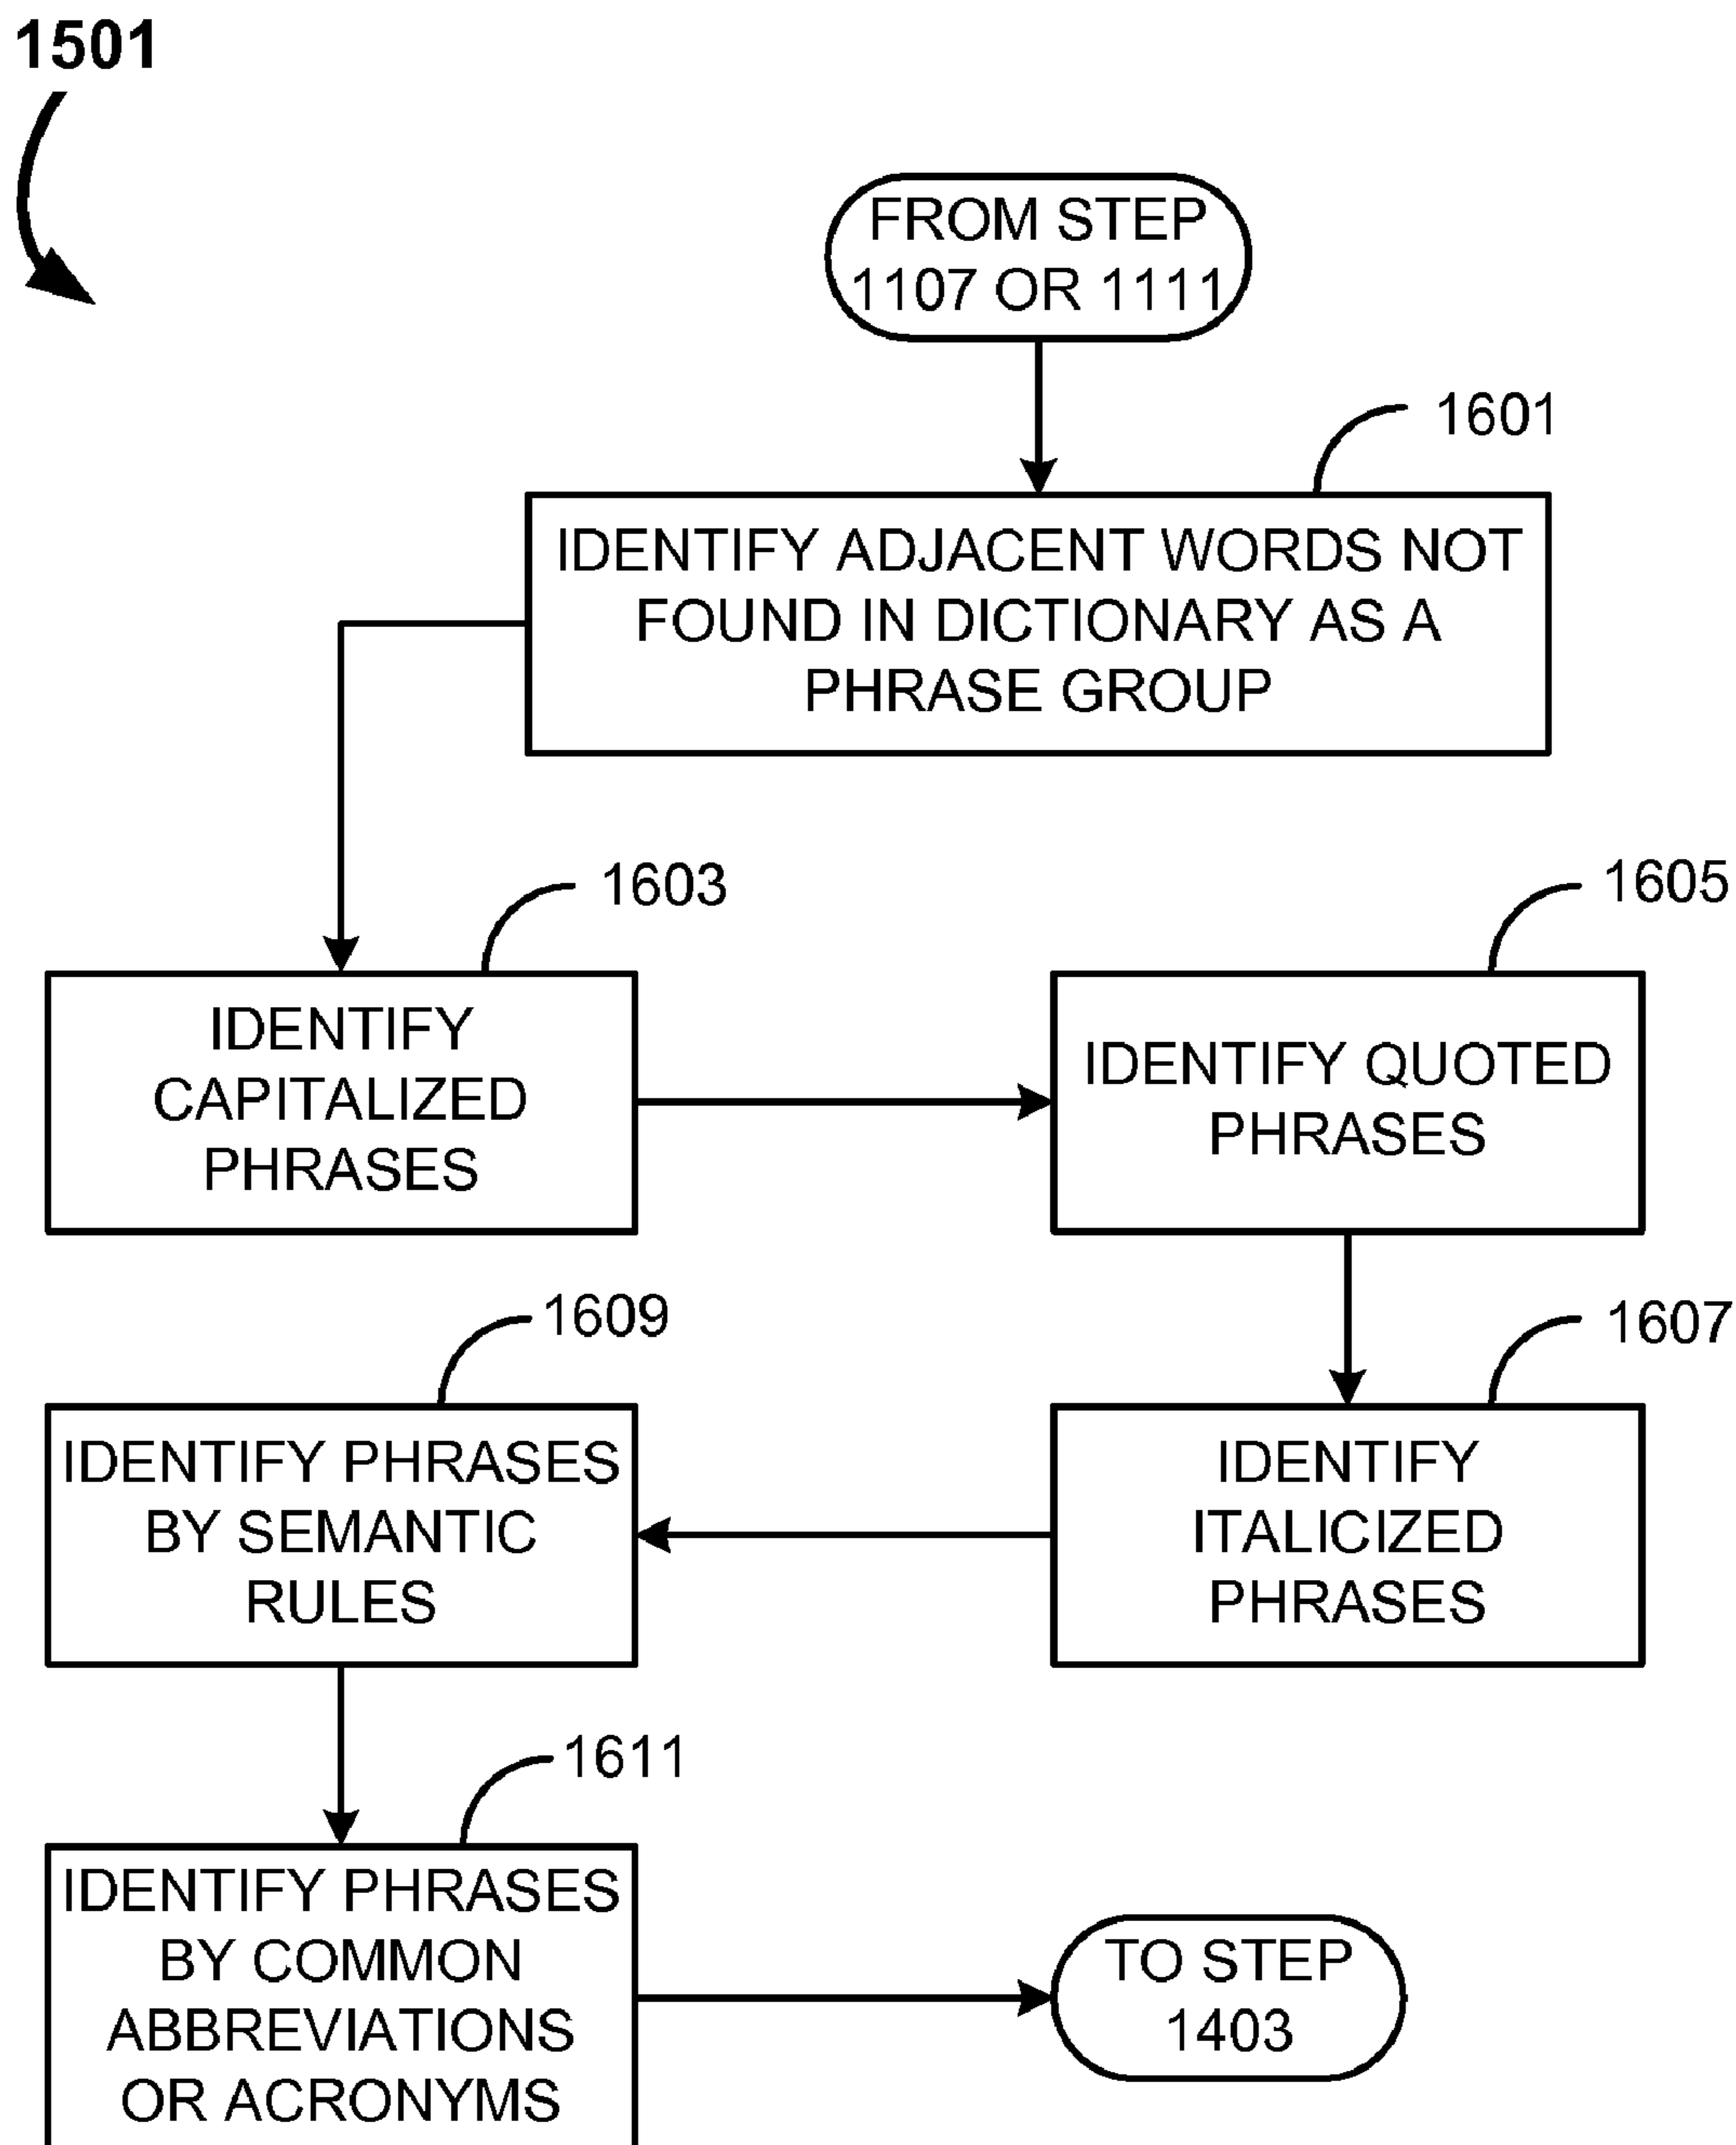 1501
FROM STEP
1107 OR 1111
1601
IDENTIFY ADJACENT WORDS NOT
FOUND IN DICTIONARY AS A
PHRASE GROUP
1603
IDENTIFY
CAPITALIZED
PHRASES
1605
IDENTIFY QUOTED
PHRASES
1607
IDENTIFY
ITALICIZED
PHRASES
1609
IDENTIFY PHRASES
BY SEMANTIC
RULES
1611
IDENTIFY PHRASES
BY COMMON
ABBREVIATIONS
OR ACRONYMS
TO STEP
1403